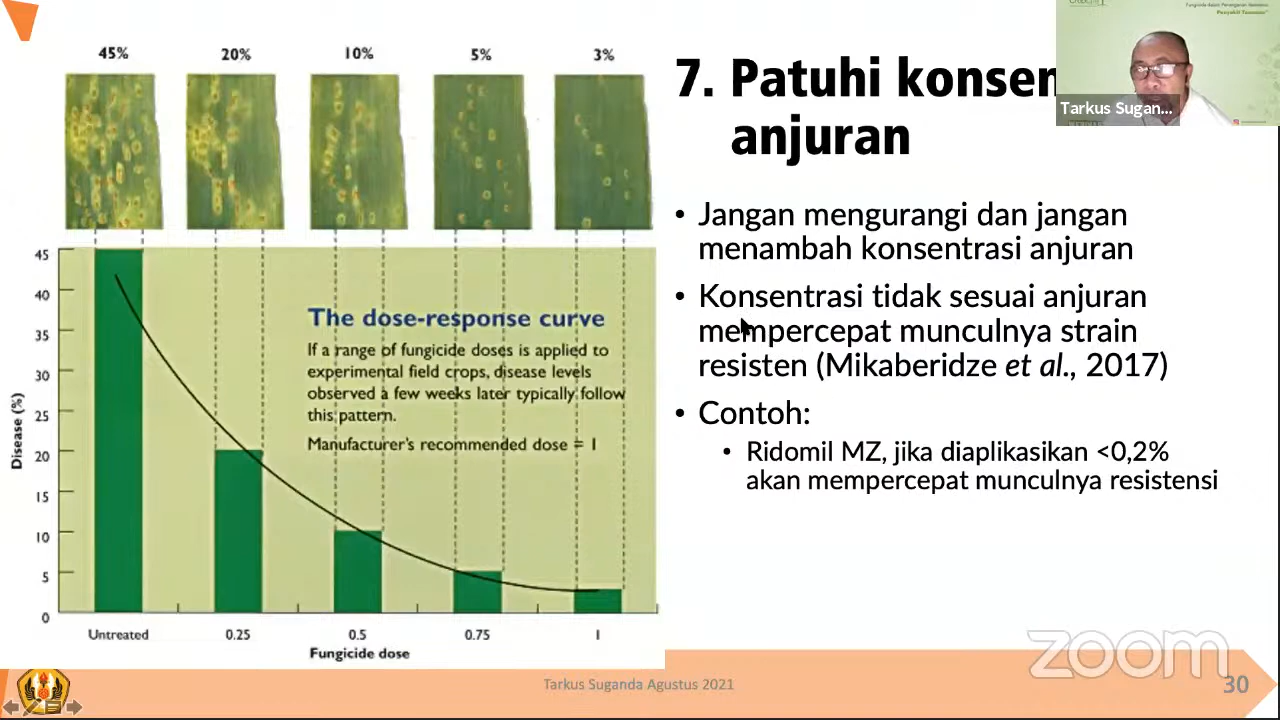 45% 20% 10% 5% 3%
45
40
35
30
25
20
15
10
5
0
Disease (%)
The dose-response curve
If a range of fungicide doses is applied to
experimental field crops, disease levels
observed a few weeks later typically follow
this pattern.
Manufacturer's recommended dose = 1
Untreated 0.25 0.5 0.75 1
Fungicide dose
7. Patuhi konsen
anjuran
• Jangan mengurangi dan jangan
menambah konsentrasi anjuran
• Konsentrasi tidak sesuai anjuran
mempercepat munculnya strain
resisten (Mikaberidze et al., 2017)
• Contoh:
• Ridomil MZ, jika diaplikasikan <0,2%
akan mempercepat munculnya resistensi
Tarkus Sugan...
zoom
Tarkus Suganda Agustus 2021
30